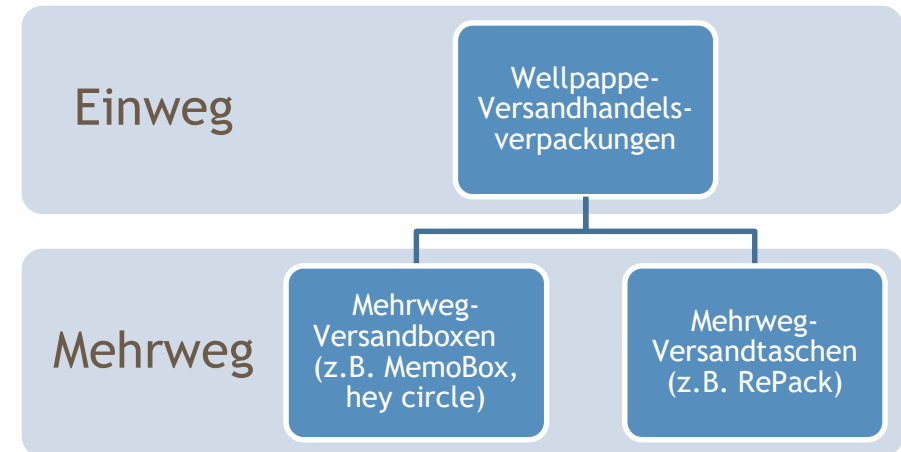 Einweg
Wellpappe-
Versandhandels-
verpackungen
Mehrweg
Mehrweg-
Versandboxen
(z.B. MemoBox,
hey circle)
Mehrweg-
Versandtaschen
(z.B. RePack)